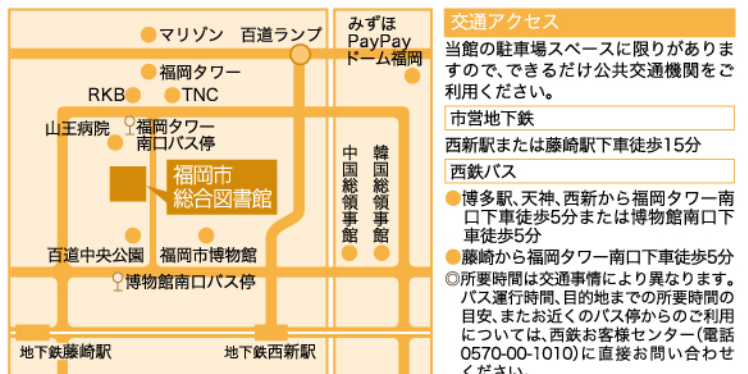 マリゾン
百道ランプ
みずほ
PayPay
ドーム福岡
福岡タワー
RKB
TNC
山王病院
福岡タワー
南口バス停
福岡市
総合図書館
中国総領事館
韓国総領事館
百道中央公園
福岡市博物館
博物館南口バス停
地下鉄藤崎駅
地下鉄西新駅
交通アクセス
当館の駐車場スペースに限りがありま
すので、できるだけ公共交通機関をご
利用ください。
市営地下鉄
西新駅または藤崎駅下車徒歩15分
西鉄バス
●博多駅、天神、西新から福岡タワー南
口下車徒歩5分または博物館南口下
車徒歩5分
●藤崎から福岡タワー南口下車徒歩5分
◎所要時間は交通事情により異なります。
バス運行時間、目的地までの所要時間の
目安、またお近くのバス停からのご利用
については、西鉄お客様センター(電話
0570-00-1010)に直接お問い合わせ
ください。